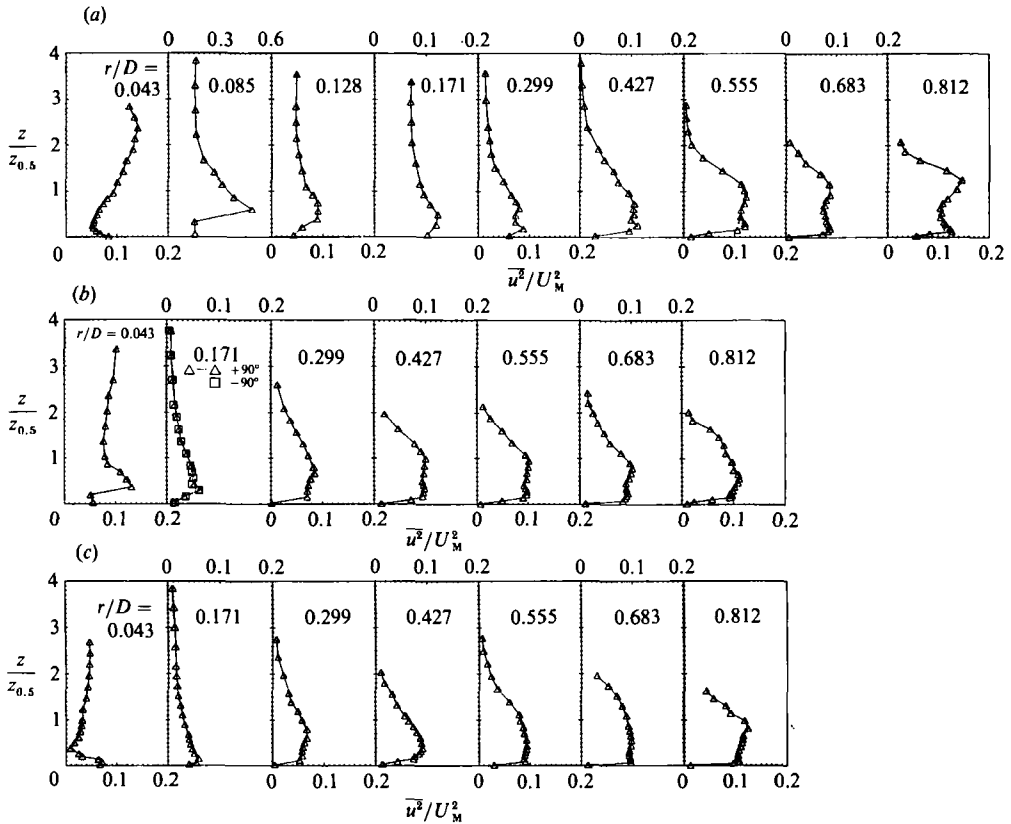 (a)
0 0.3 0.6 0 0.1 0.2 0 0.1 0.2 0
4 r/D = 0.043 0.085 0.128 0.171 0.299 0.427 0.555 0.683 0.812
3
z/z0.5 2
1
0
0 0.1 0.2 0 0.1 0.2 0 0.1 0.2 0 0.1 0.2 0 0.1 0.2
u²/U²M
(b)
0 0.1 0.2 0 0.1 0.2 0 0.1 0.2
4 r/D = 0.043 0.171 0.299 0.427 0.555 0.683 0.812
△–△ +90°
□ −90°
3
z/z0.5 2
1
0
0 0.1 0.2 0 0.1 0.2 0 0.1 0.2 0 0.1 0.2
u²/U²M
(c)
0 0.1 0.2 0 0.1 0.2 0 0.1 0.2
4 r/D = 0.043 0.171 0.299 0.427 0.555 0.683 0.812
3
z/z0.5 2
1
0
0 0.1 0.2 0 0.1 0.2 0 0.1 0.2 0 0.1 0.2
u²/U²M